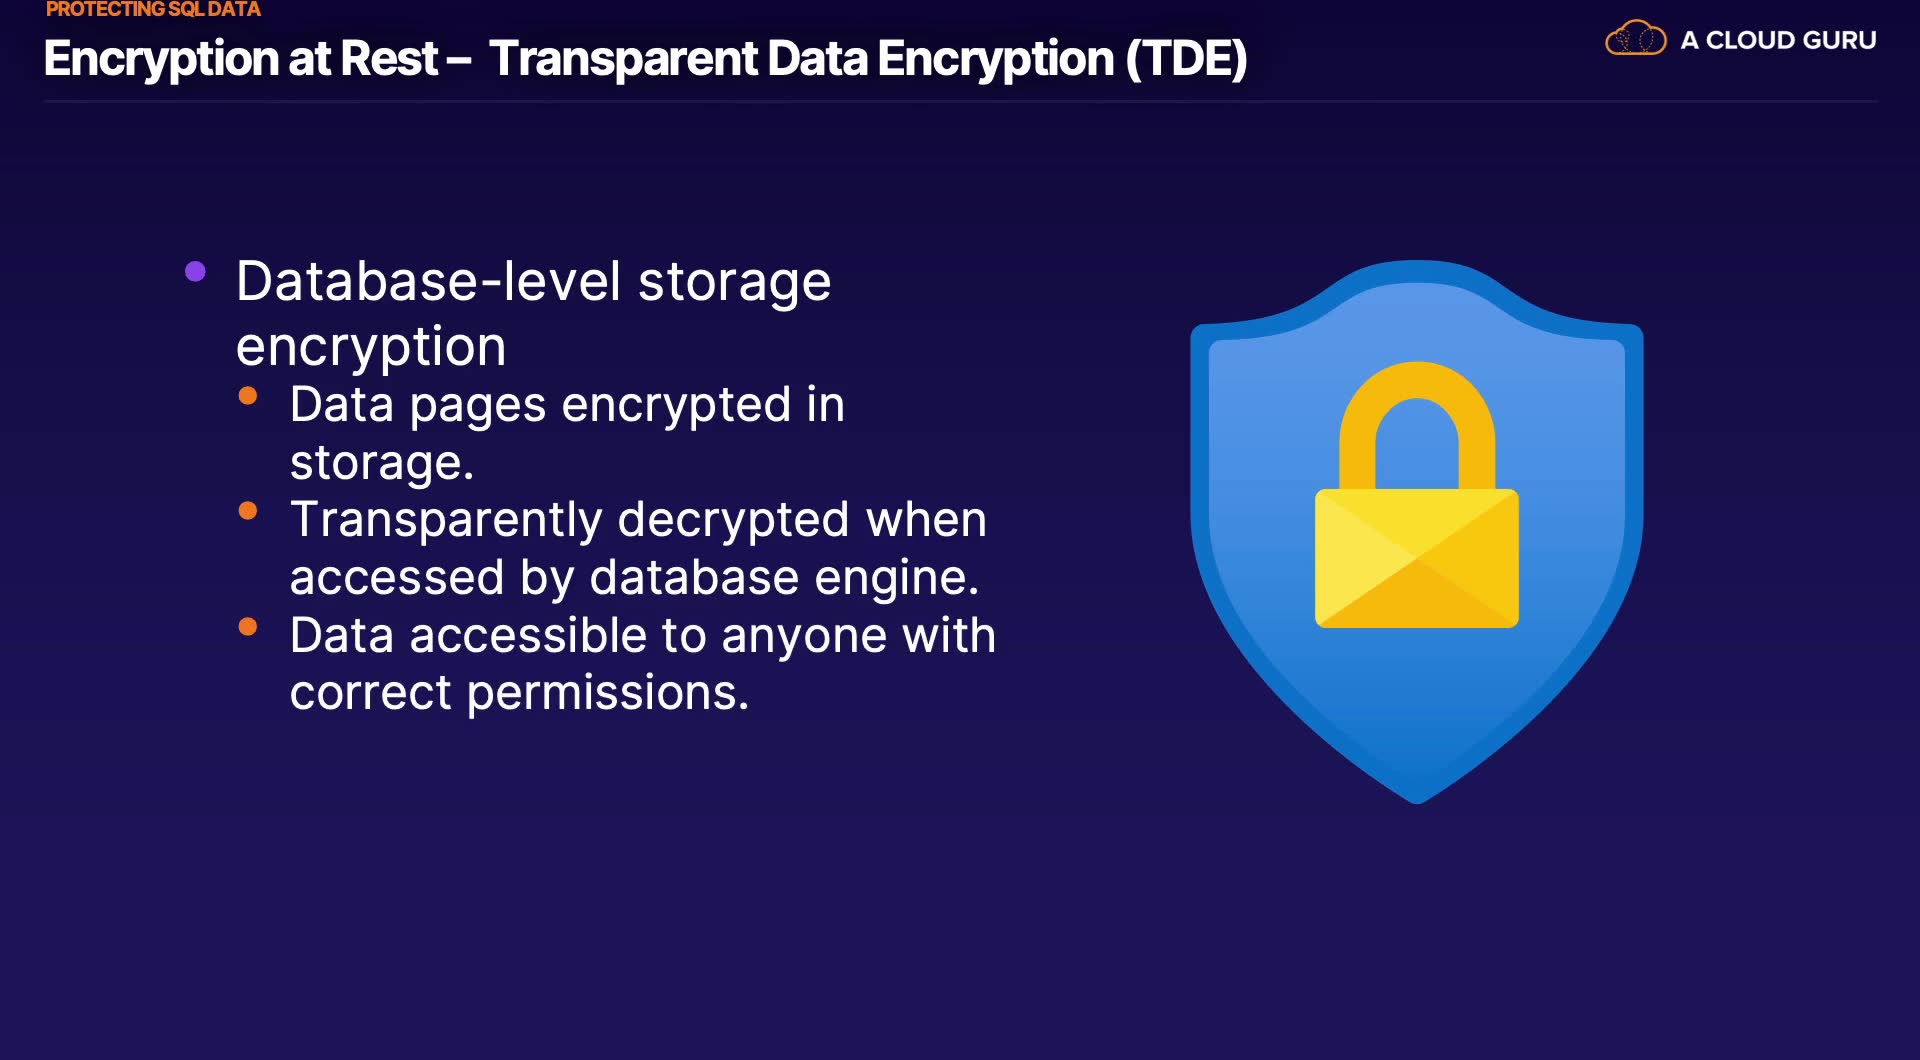 PROTECTING SQL DATA
Encryption at Rest – Transparent Data Encryption (TDE)
A CLOUD GURU
Database-level storage
encryption
Data pages encrypted in
storage.
Transparently decrypted when
accessed by database engine.
Data accessible to anyone with
correct permissions.